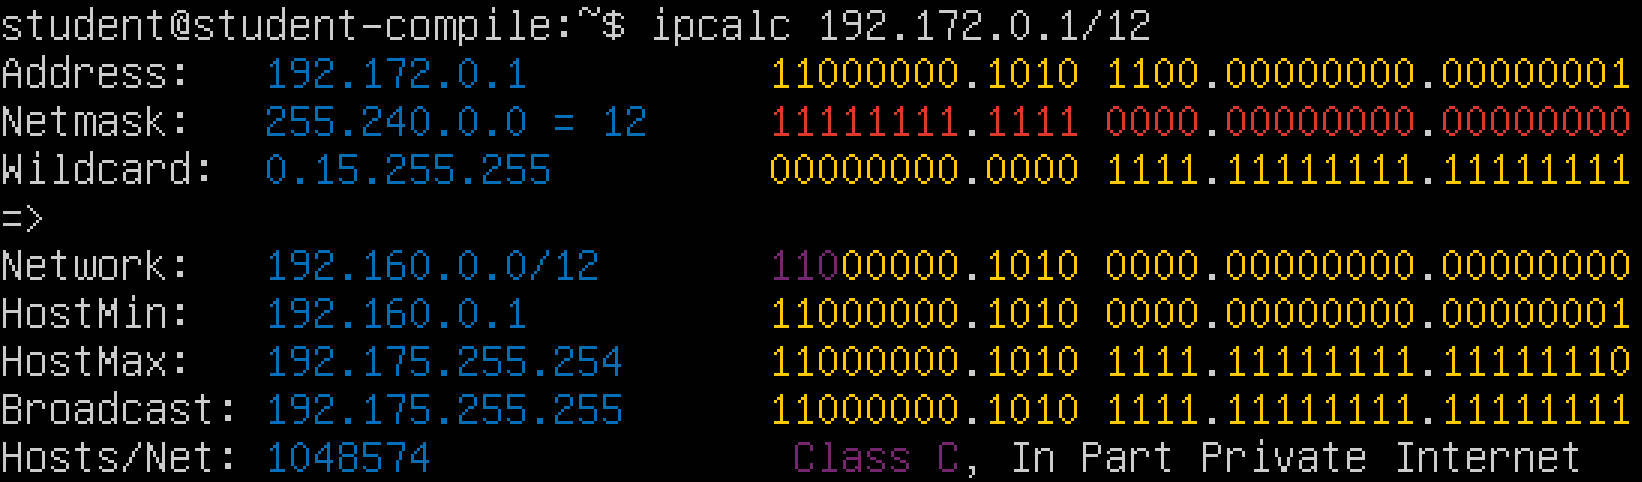 student@student-compile:~$ ipcalc 192.172.0.1/12
Address:   192.172.0.1          11000000.1010 1100.00000000.00000001
Netmask:   255.240.0.0 = 12     11111111.1111 0000.00000000.00000000
Wildcard:  0.15.255.255         00000000.0000 1111.11111111.11111111
=>
Network:   192.160.0.0/12       11000000.1010 0000.00000000.00000000
HostMin:   192.160.0.1          11000000.1010 0000.00000000.00000001
HostMax:   192.175.255.254      11000000.1010 1111.11111111.11111110
Broadcast: 192.175.255.255      11000000.1010 1111.11111111.11111111
Hosts/Net: 1048574               Class C, In Part Private Internet